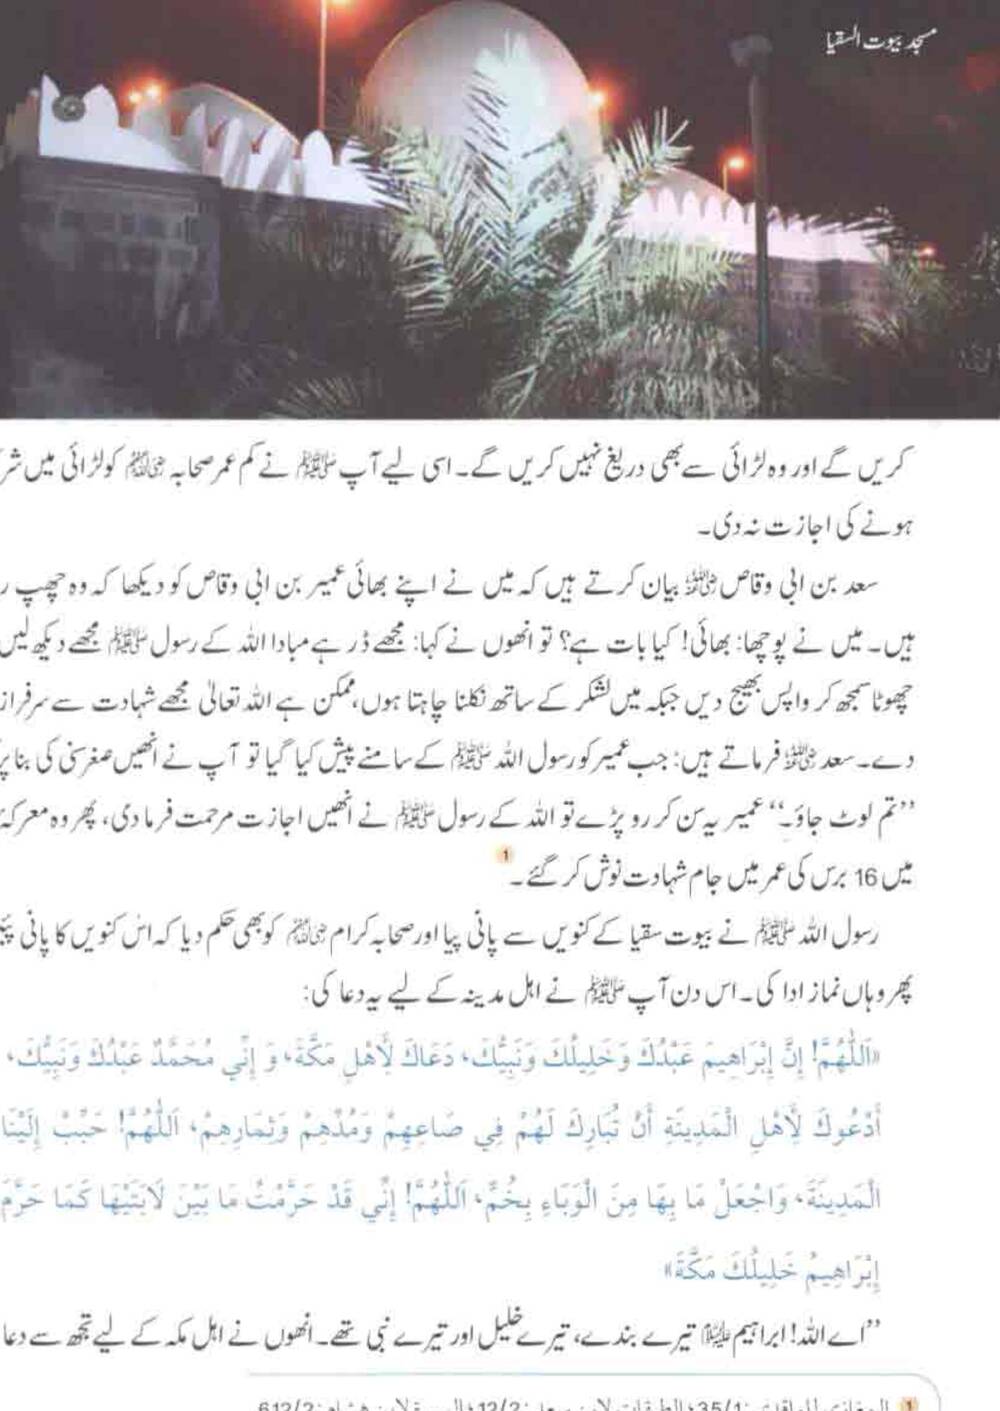 مسجد بیوت السقیا
کریں گے اور وہ لڑائی سے بھی دریغ نہیں کریں گے۔ اسی لیے آپ ﷺ نے کم عمر صحابہ رضی اللہ عنہم کو لڑائی میں شر
ہونے کی اجازت نہ دی۔
سعد بن ابی وقاص رضی اللہ عنہ بیان کرتے ہیں کہ میں نے اپنے بھائی عمیر بن ابی وقاص کو دیکھا کہ وہ چھپ ر
ہیں۔ میں نے پوچھا: بھائی! کیا بات ہے؟ تو انھوں نے کہا: مجھے ڈر ہے مبادا اللہ کے رسول ﷺ مجھے دیکھ لیں
چھوٹا سمجھ کر واپس بھیج دیں جبکہ میں لشکر کے ساتھ نکلنا چاہتا ہوں، ممکن ہے اللہ تعالیٰ مجھے شہادت سے سرفراز
دے۔ سعد رضی اللہ عنہ فرماتے ہیں: جب عمیر کو رسول اللہ ﷺ کے سامنے پیش کیا گیا تو آپ نے انھیں صغر سنی کی بنا پر
”تم لوٹ جاؤ۔“ عمیر یہ سن کر رو پڑے تو اللہ کے رسول ﷺ نے انھیں اجازت مرحمت فرما دی، پھر وہ معرکہ
میں 16 برس کی عمر میں جام شہادت نوش کر گئے۔ 1
رسول اللہ ﷺ نے بیوت سقیا کے کنویں سے پانی پیا اور صحابہ کرام رضی اللہ عنہم کو بھی حکم دیا کہ اس کنویں کا پانی
پھر وہاں نماز ادا کی۔ اس دن آپ ﷺ نے اہل مدینہ کے لیے یہ دعا کی:
«اَللّٰهُمَّ! إِنَّ إِبْرَاهِيمَ عَبْدُكَ وَخَلِيلُكَ وَنَبِيُّكَ، دَعَاكَ لِأَهْلِ مَكَّةَ، وَ إِنِّي مُحَمَّدٌ عَبْدُكَ وَنَبِيُّكَ،
أَدْعُوكَ لِأَهْلِ الْمَدِينَةِ أَنْ تُبَارِكَ لَهُمْ فِي صَاعِهِمْ وَمُدِّهِمْ وَثِمَارِهِمْ، اَللّٰهُمَّ! حَبِّبْ إِلَيْنَا
الْمَدِينَةَ، وَاجْعَلْ مَا بِهَا مِنَ الْوَبَاءِ بِخُمٍّ، اَللّٰهُمَّ! إِنِّي قَدْ حَرَّمْتُ مَا بَيْنَ لَابَتَيْهَا كَمَا حَرَّمَ
إِبْرَاهِيمُ خَلِيلُكَ مَكَّةَ»
”اے اللہ! ابراہیم علیہ السلام تیرے بندے، تیرے خلیل اور تیرے نبی تھے۔ انھوں نے اہل مکہ کے لیے تجھ سے دعا